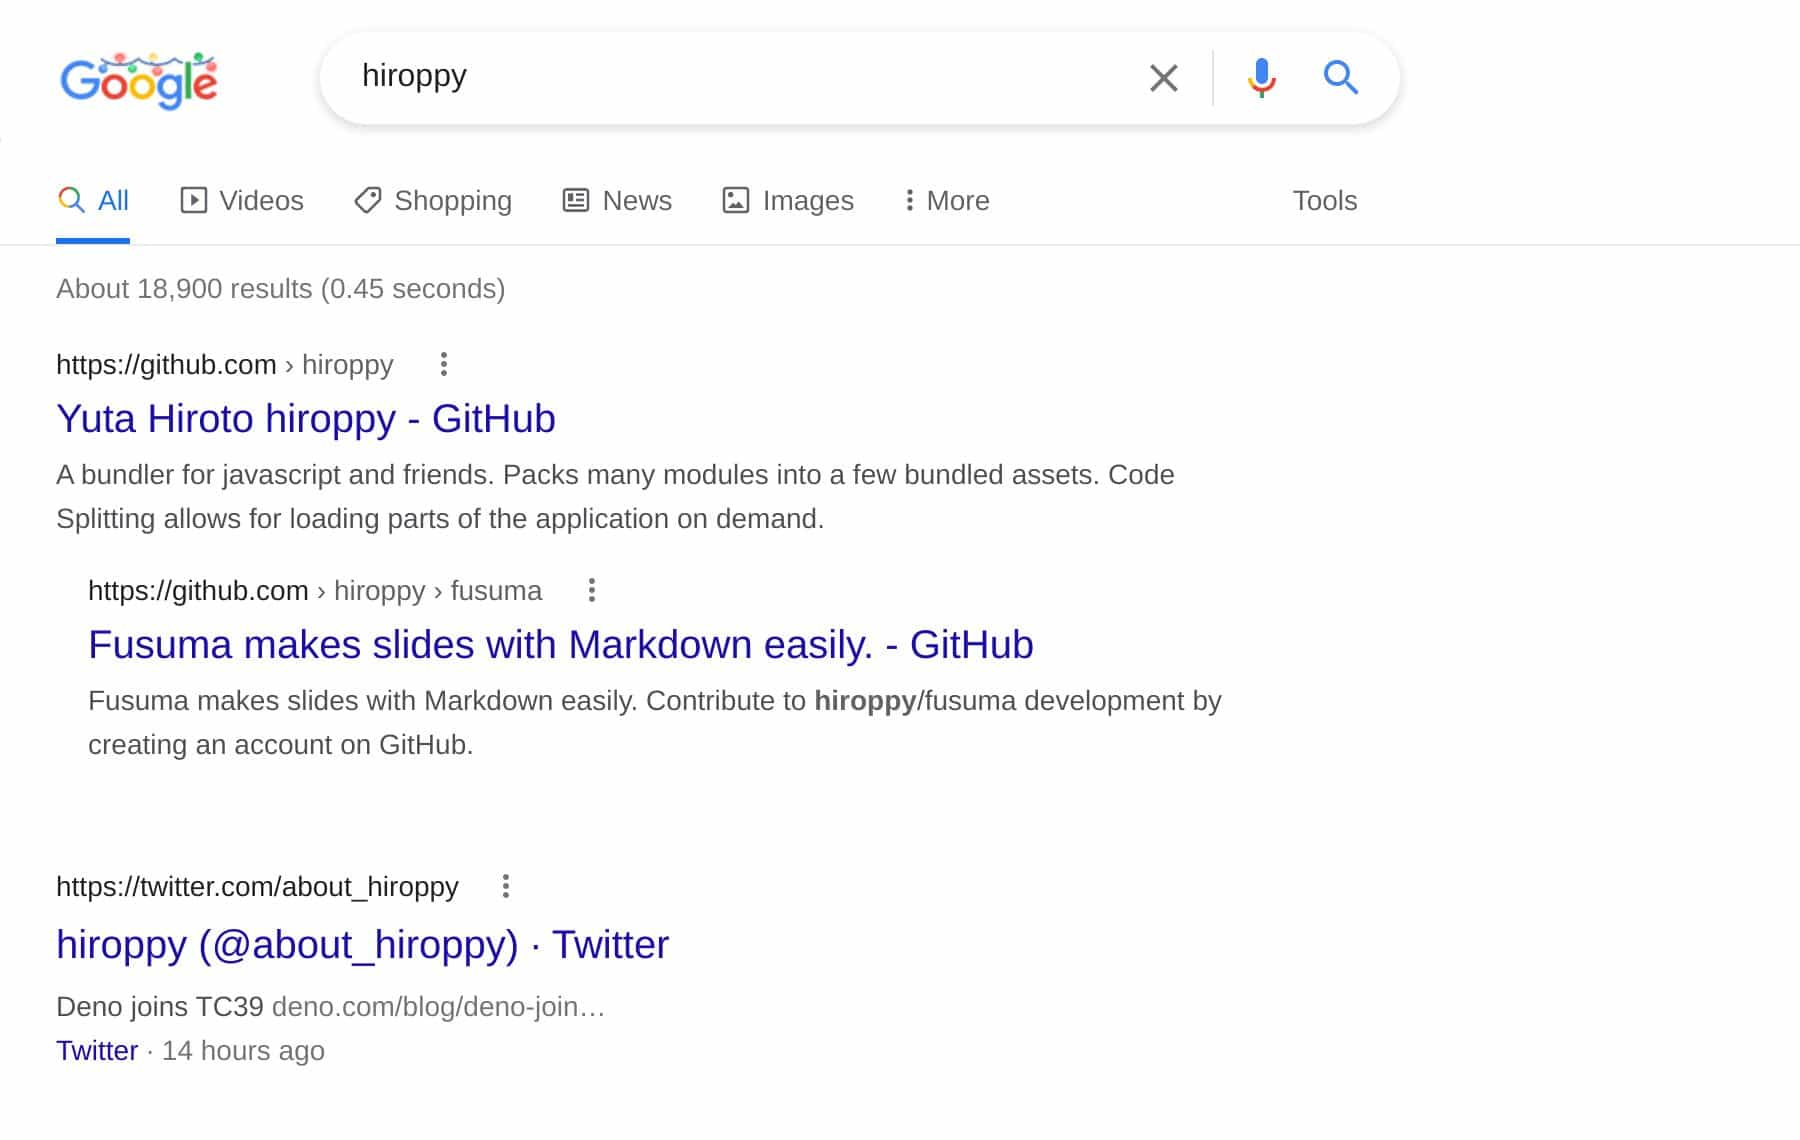 Google
hiroppy
All
Videos
Shopping
News
Images
More
Tools
About 18,900 results (0.45 seconds)
https://github.com › hiroppy
Yuta Hiroto hiroppy - GitHub
A bundler for javascript and friends. Packs many modules into a few bundled assets. Code
Splitting allows for loading parts of the application on demand.
https://github.com › hiroppy › fusuma
Fusuma makes slides with Markdown easily. - GitHub
Fusuma makes slides with Markdown easily. Contribute to hiroppy/fusuma development by
creating an account on GitHub.
https://twitter.com/about_hiroppy
hiroppy (@about_hiroppy) · Twitter
Deno joins TC39 deno.com/blog/deno-join…
Twitter · 14 hours ago